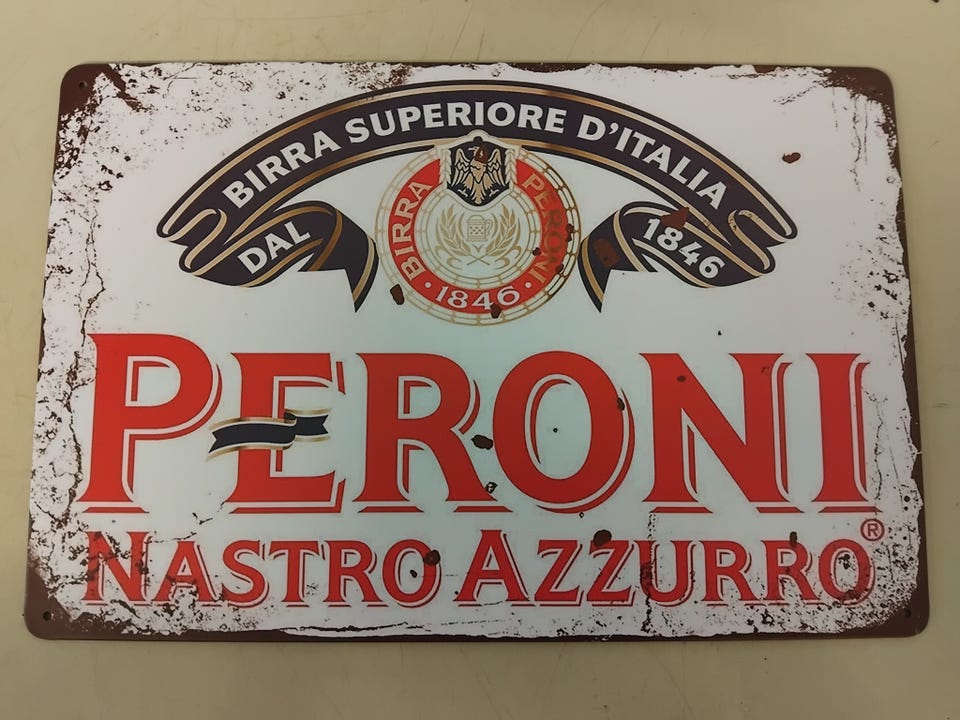 BIRRA SUPERIORE D'ITALIA
DAL 1846
BIRRA PERONI
· 1846 ·
PERONI
NASTRO AZZURRO®